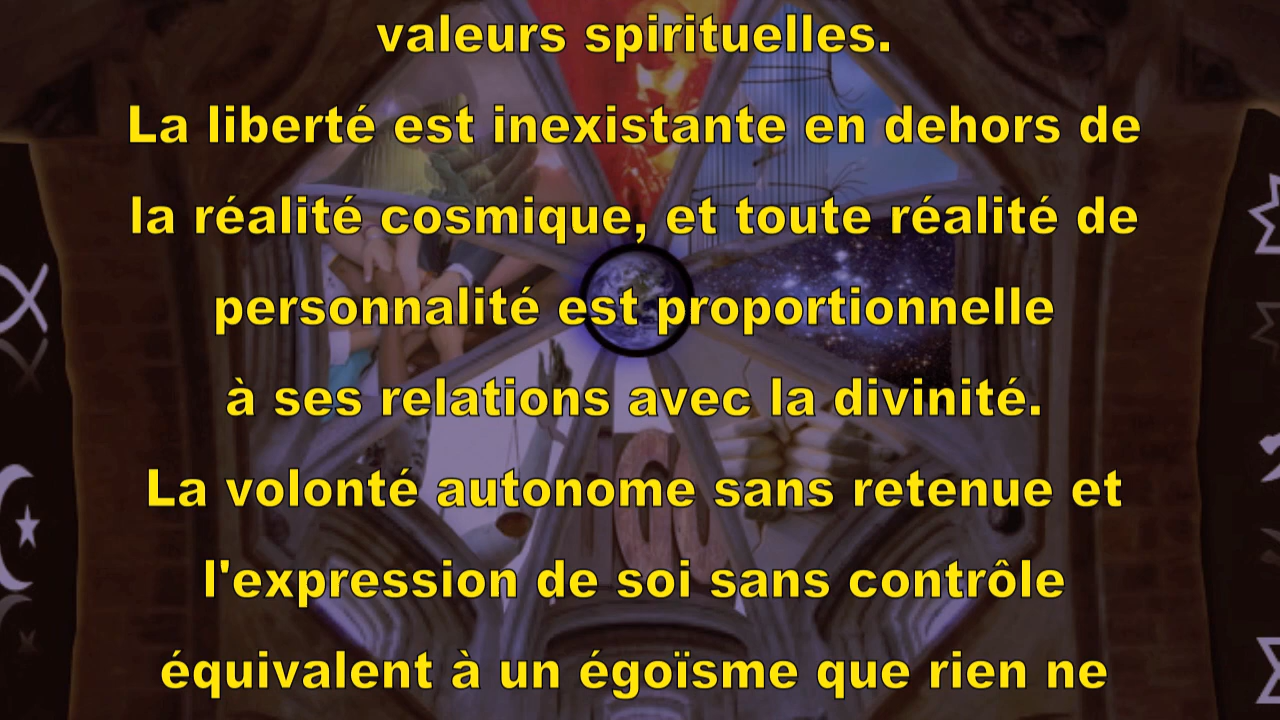 valeurs spirituelles.
La liberté est inexistante en dehors de
la réalité cosmique, et toute réalité de
personnalité est proportionnelle
à ses relations avec la divinité.
La volonté autonome sans retenue et
l'expression de soi sans contrôle
équivalent à un égoïsme que rien ne